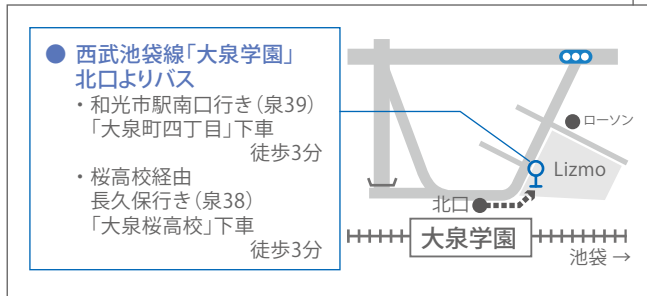 ● 西武池袋線「大泉学園」
北口よりバス
・和光市駅南口行き（泉39）
「大泉町四丁目」下車
徒歩3分
・桜高校経由
長久保行き（泉38）
「大泉桜高校」下車
徒歩3分
ローソン
Lizmo
北口
大泉学園
池袋 →